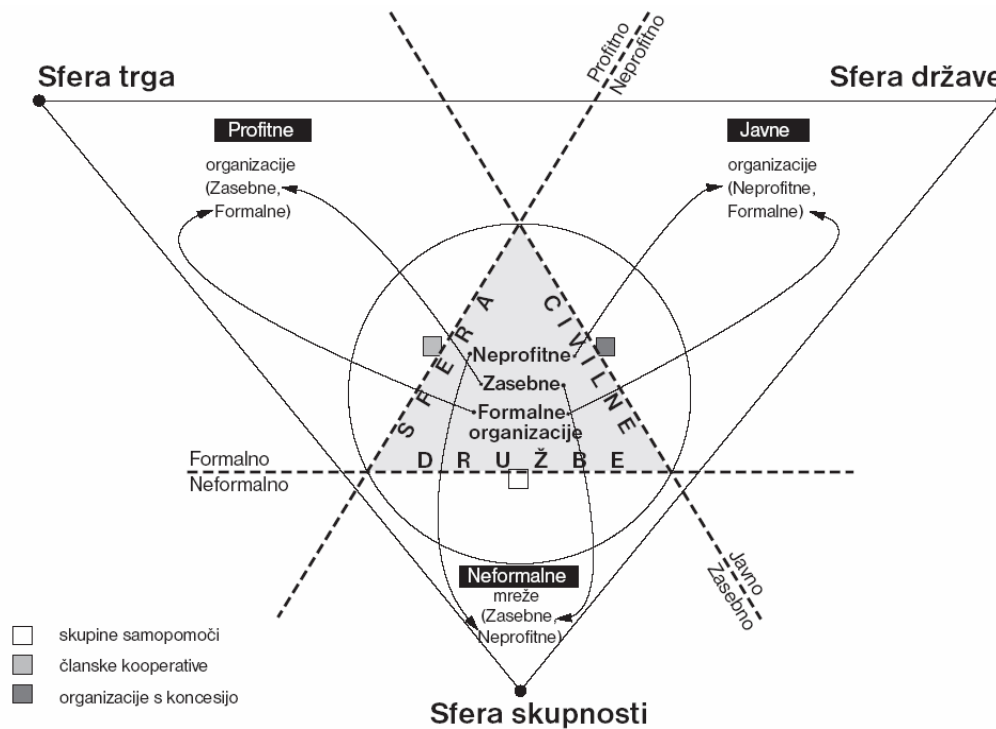 Profitno
Neprofitno
Sfera trga
Sfera države
Profitne
organizacije
(Zasebne,
Formalne)
Javne
organizacije
(Neprofitne,
Formalne)
SFERA
CIVILNE
Neprofitne
Zasebne
Formalne
organizacije
DRUŽBE
Formalno
Neformalno
Javno
Zasebno
Neformalne
mreže
(Zasebne,
Neprofitne)
skupine samopomoči
članske kooperative
organizacije s koncesijo
Sfera skupnosti